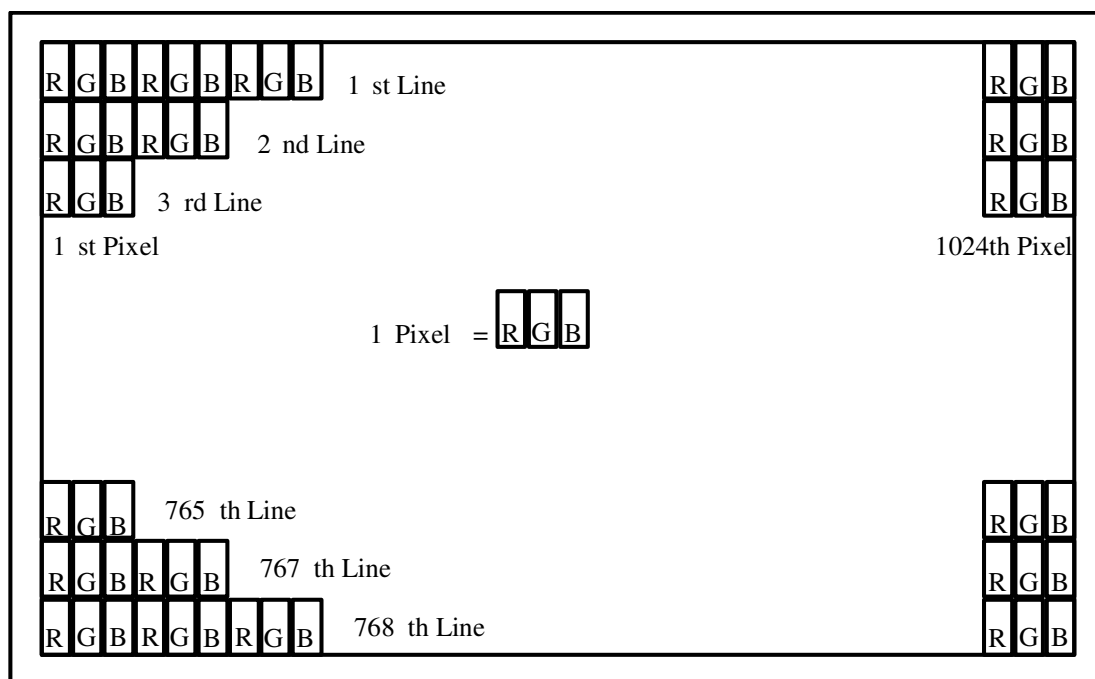 R G B R G B R G B 1 st Line R G B
R G B R G B 2 nd Line R G B
R G B 3 rd Line R G B
1 st Pixel 1024th Pixel
1 Pixel = R G B
R G B 765 th Line R G B
R G B R G B 767 th Line R G B
R G B R G B R G B 768 th Line R G B